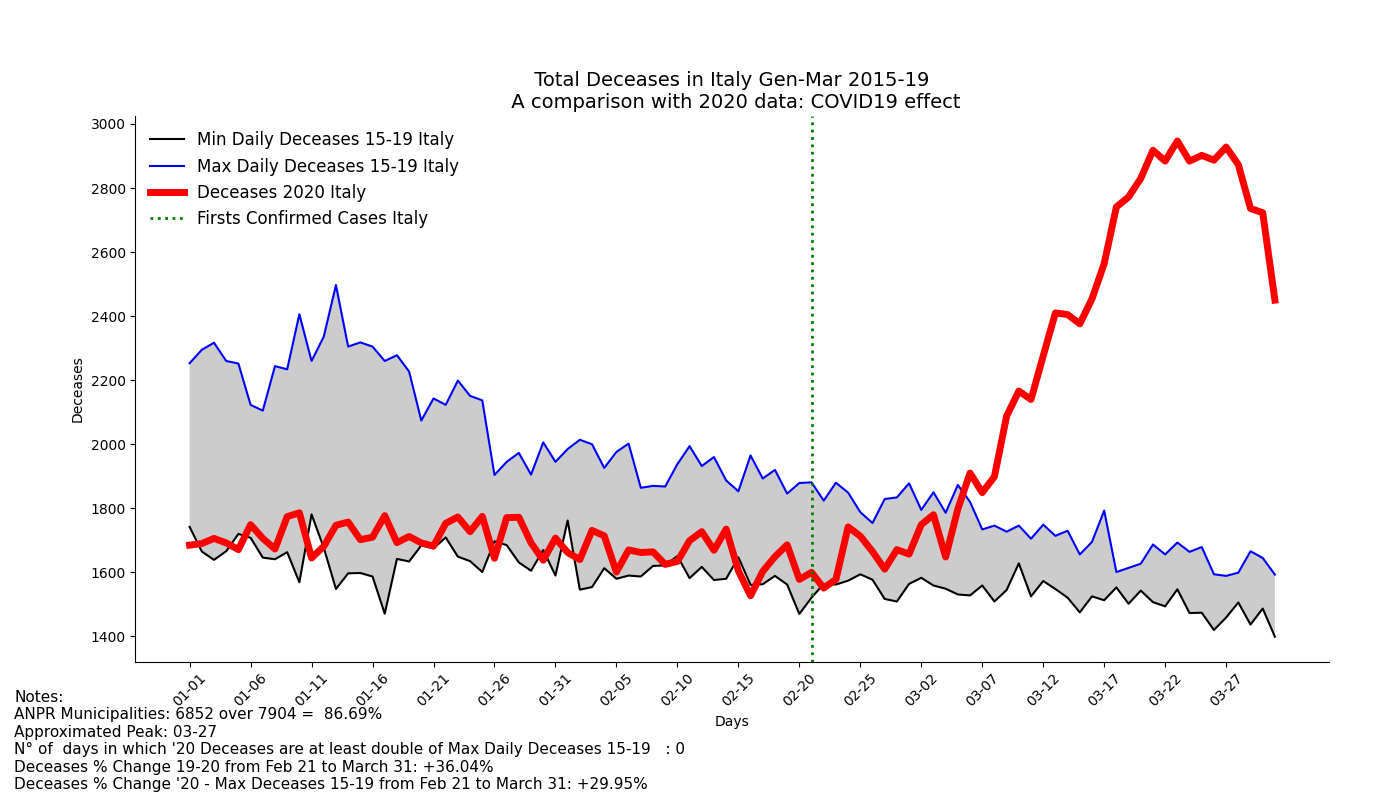 Total Deceases in Italy Gen-Mar 2015-19
A comparison with 2020 data: COVID19 effect
Min Daily Deceases 15-19 Italy
Max Daily Deceases 15-19 Italy
Deceases 2020 Italy
Firsts Confirmed Cases Italy
3000
2800
2600
2400
2200
2000
1800
1600
1400
Deceases
01-01
01-06
01-11
01-16
01-21
01-26
01-31
02-05
02-10
02-15
02-20
02-25
03-02
03-07
03-12
03-17
03-22
03-27
Days
Notes:
ANPR Municipalities: 6852 over 7904 =  86.69%
Approximated Peak: 03-27
N° of  days in which '20 Deceases are at least double of Max Daily Deceases 15-19   : 0
Deceases % Change 19-20 from Feb 21 to March 31: +36.04%
Deceases % Change '20 - Max Deceases 15-19 from Feb 21 to March 31: +29.95%